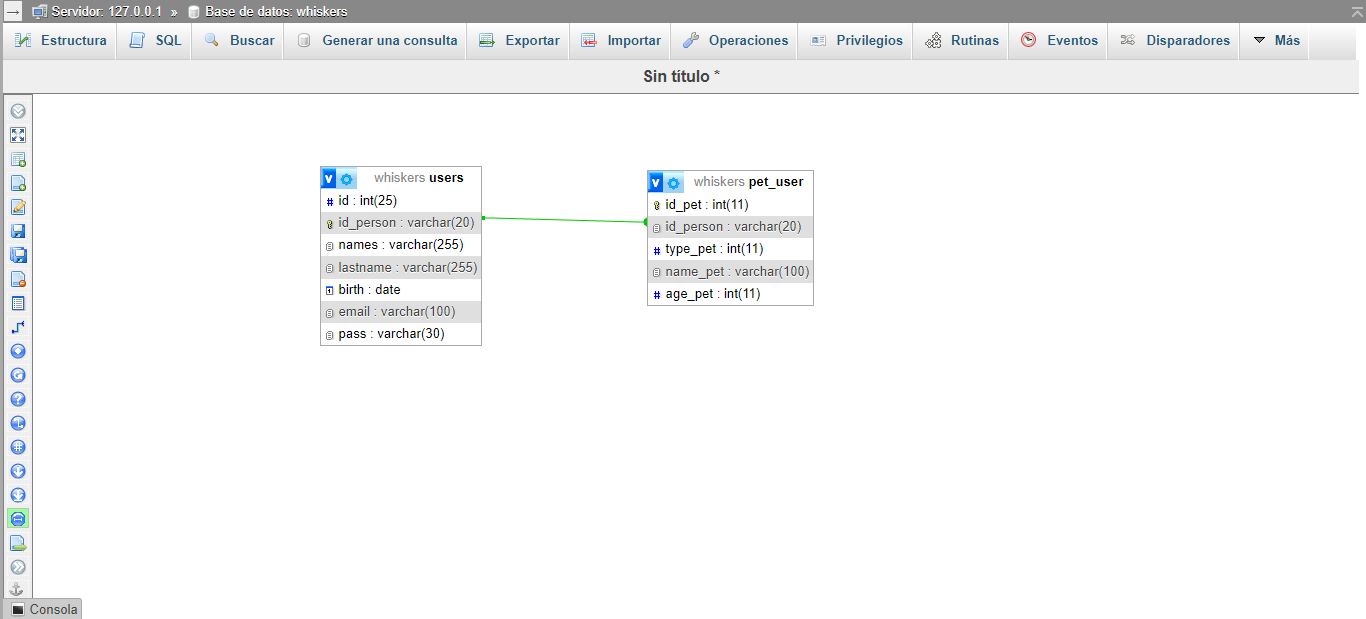 Servidor: 127.0.0.1 » Base de datos: whiskers
Estructura SQL Buscar Generar una consulta Exportar Importar Operaciones Privilegios Rutinas Eventos Disparadores Más
Sin título *
v whiskers users
# id : int(25)
id_person : varchar(20)
names : varchar(255)
lastname : varchar(255)
birth : date
email : varchar(100)
pass : varchar(30)
v whiskers pet_user
id_pet : int(11)
id_person : varchar(20)
# type_pet : int(11)
name_pet : varchar(100)
# age_pet : int(11)
Consola